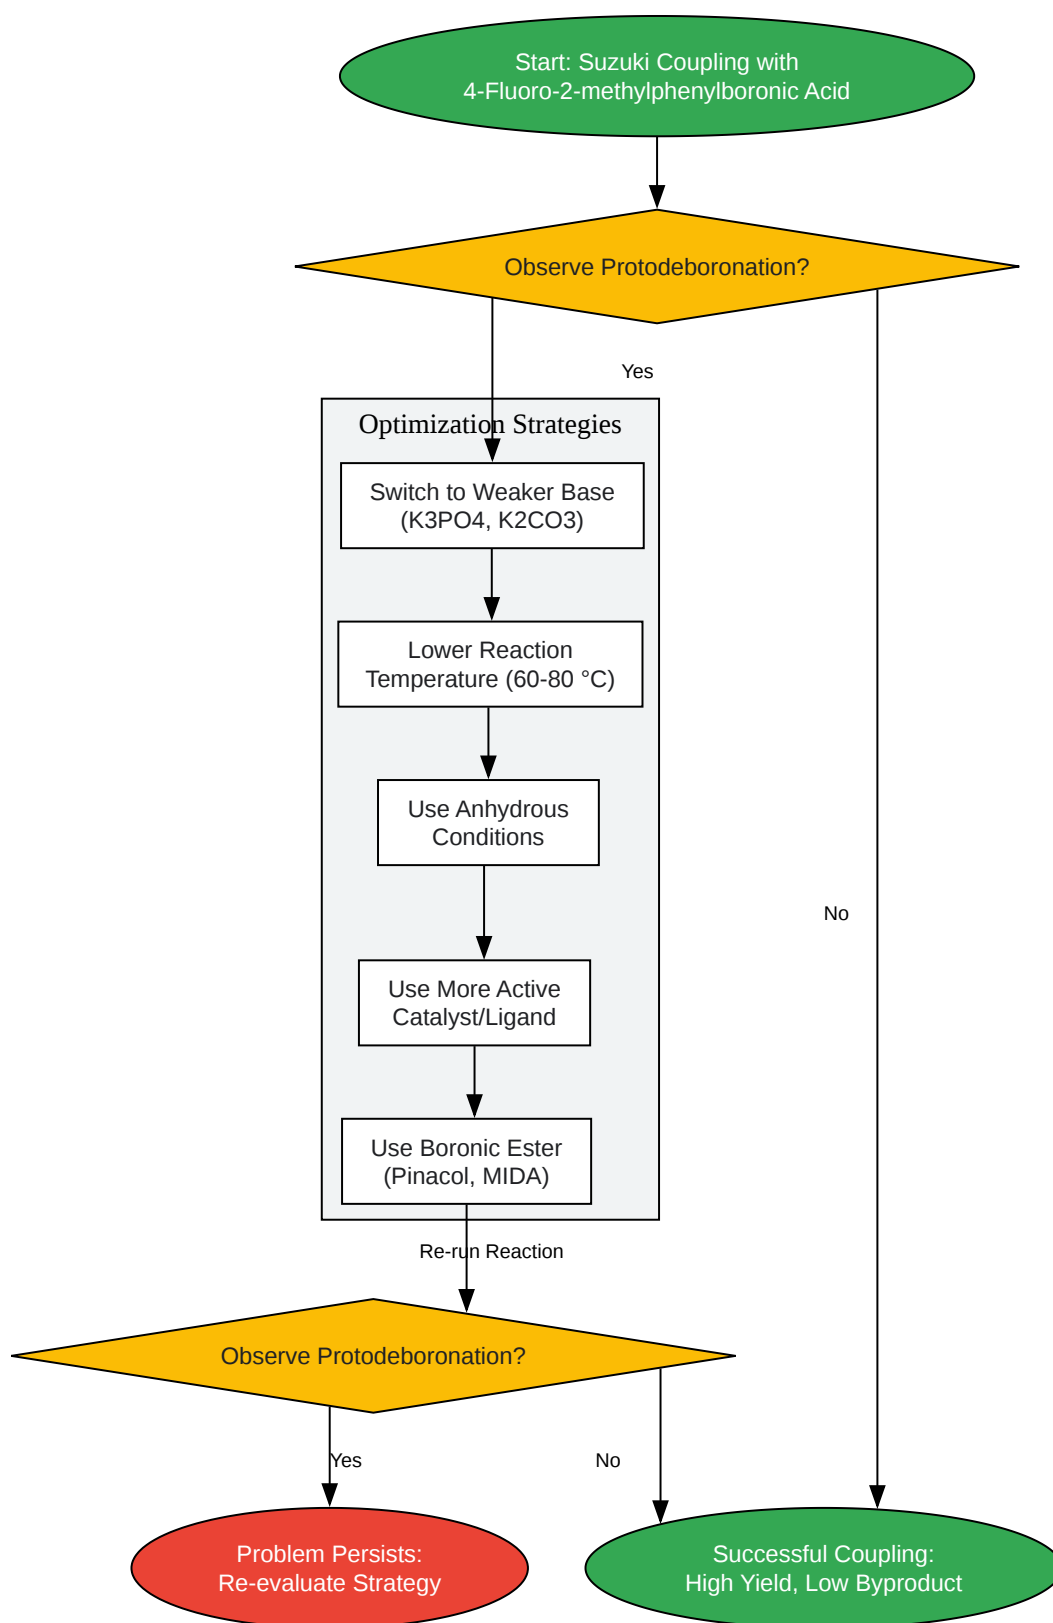 Start: Suzuki Coupling with
4-Fluoro-2-methylphenylboronic Acid
Observe Protodeboronation?
Yes
Optimization Strategies
Switch to Weaker Base
(K3PO4, K2CO3)
Lower Reaction
Temperature (60-80 °C)
Use Anhydrous
Conditions
No
Use More Active
Catalyst/Ligand
Use Boronic Ester
(Pinacol, MIDA)
Re-run Reaction
Observe Protodeboronation?
Yes
No
Problem Persists:
Re-evaluate Strategy
Successful Coupling:
High Yield, Low Byproduct